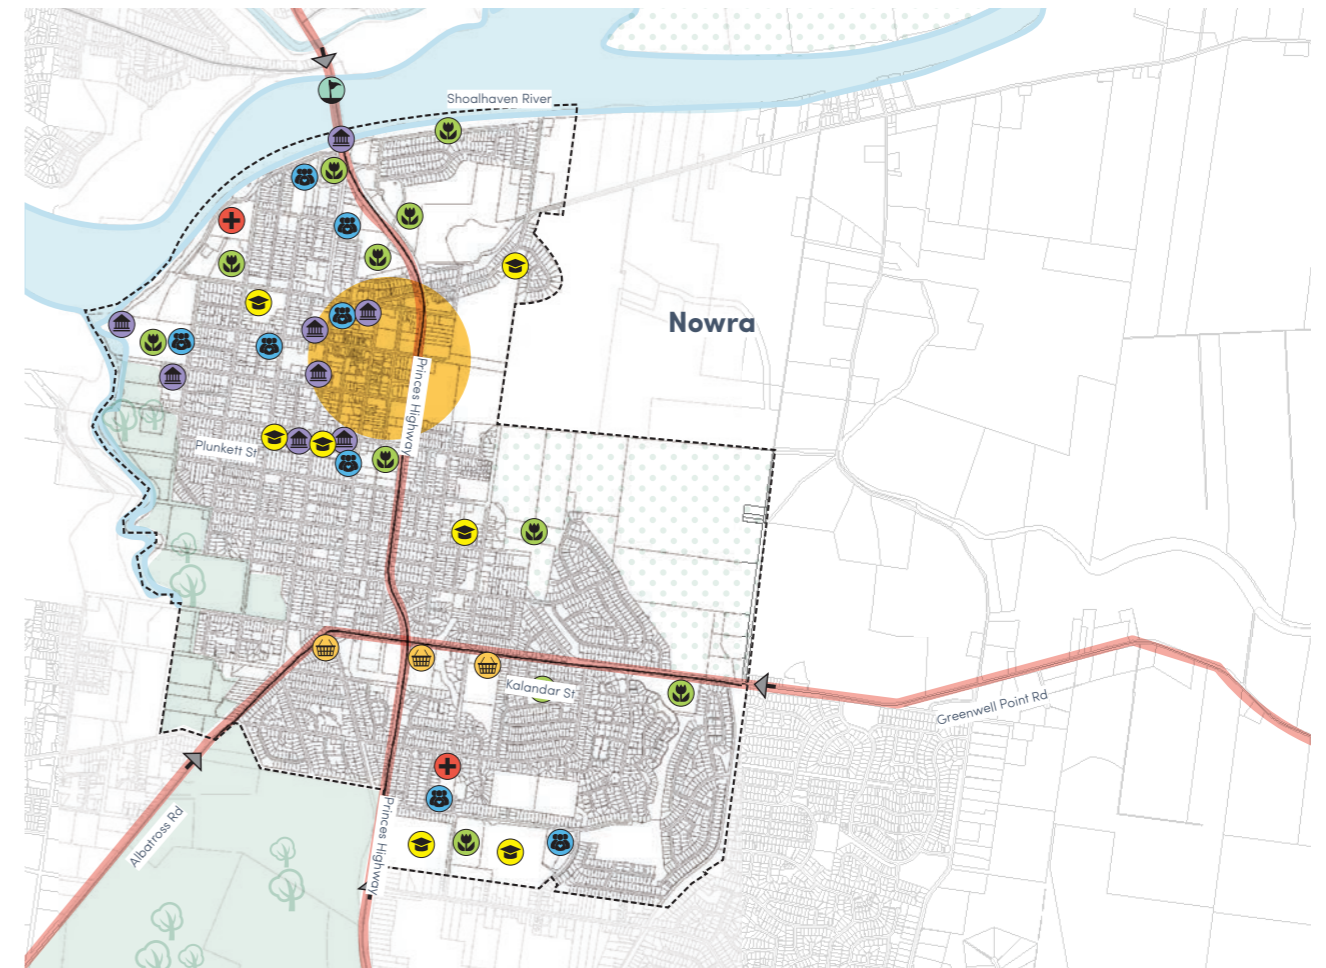 Shoalhaven River
Nowra
Princes Highway
Plunkett St
Kalandar St
Greenwell Point Rd
Albatross Rd
Princes Highway